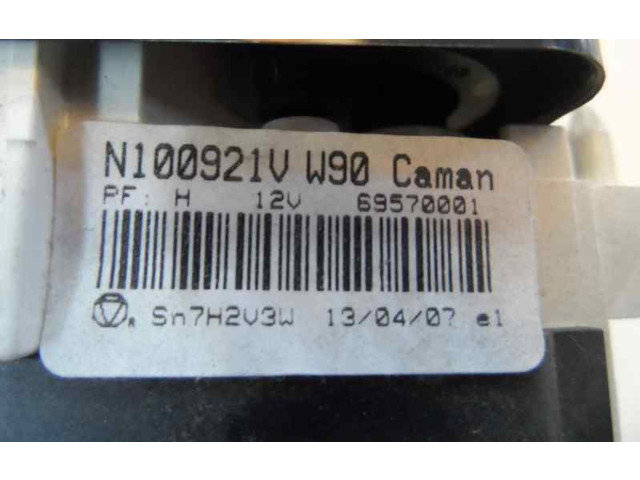 N100921V W90 Caman
PF: H 12V 69570001
R Sn7H2V3W 13/04/07 e1